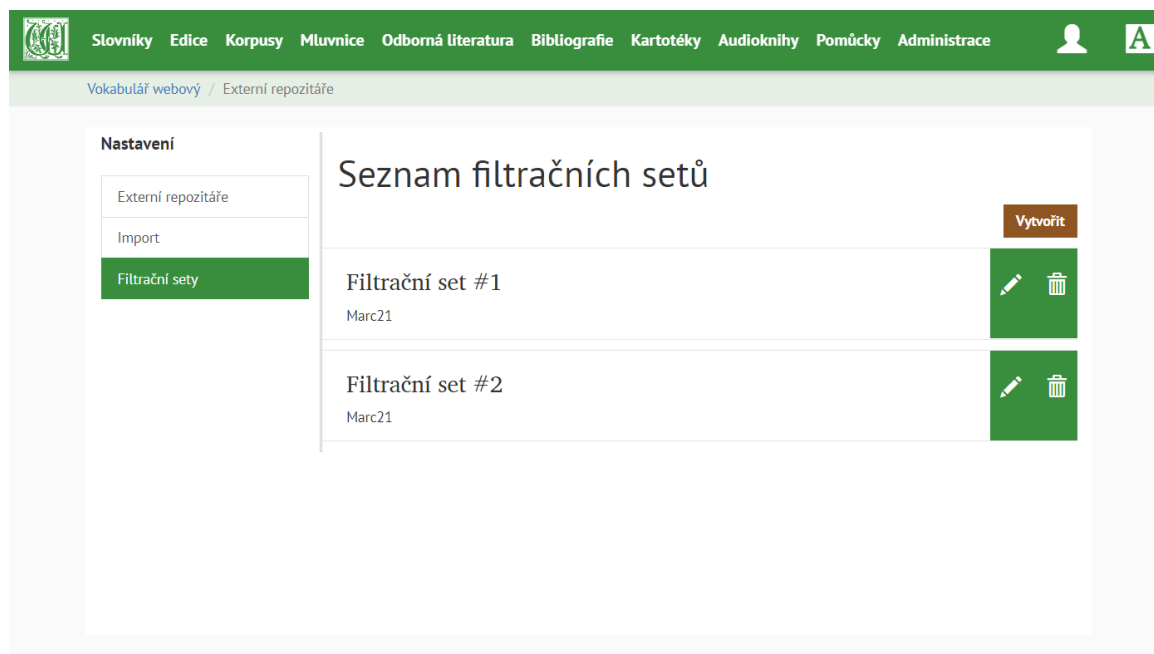 Slovníky Edice Korpusy Mluvnice Odborná literatura Bibliografie Kartotéky Audioknihy Pomůcky Administrace A
Vokabulář webový / Externí repozitáře
Nastavení
Externí repozitáře
Import
Filtrační sety
Seznam filtračních setů
Vytvořit
Filtrační set #1
Marc21
Filtrační set #2
Marc21